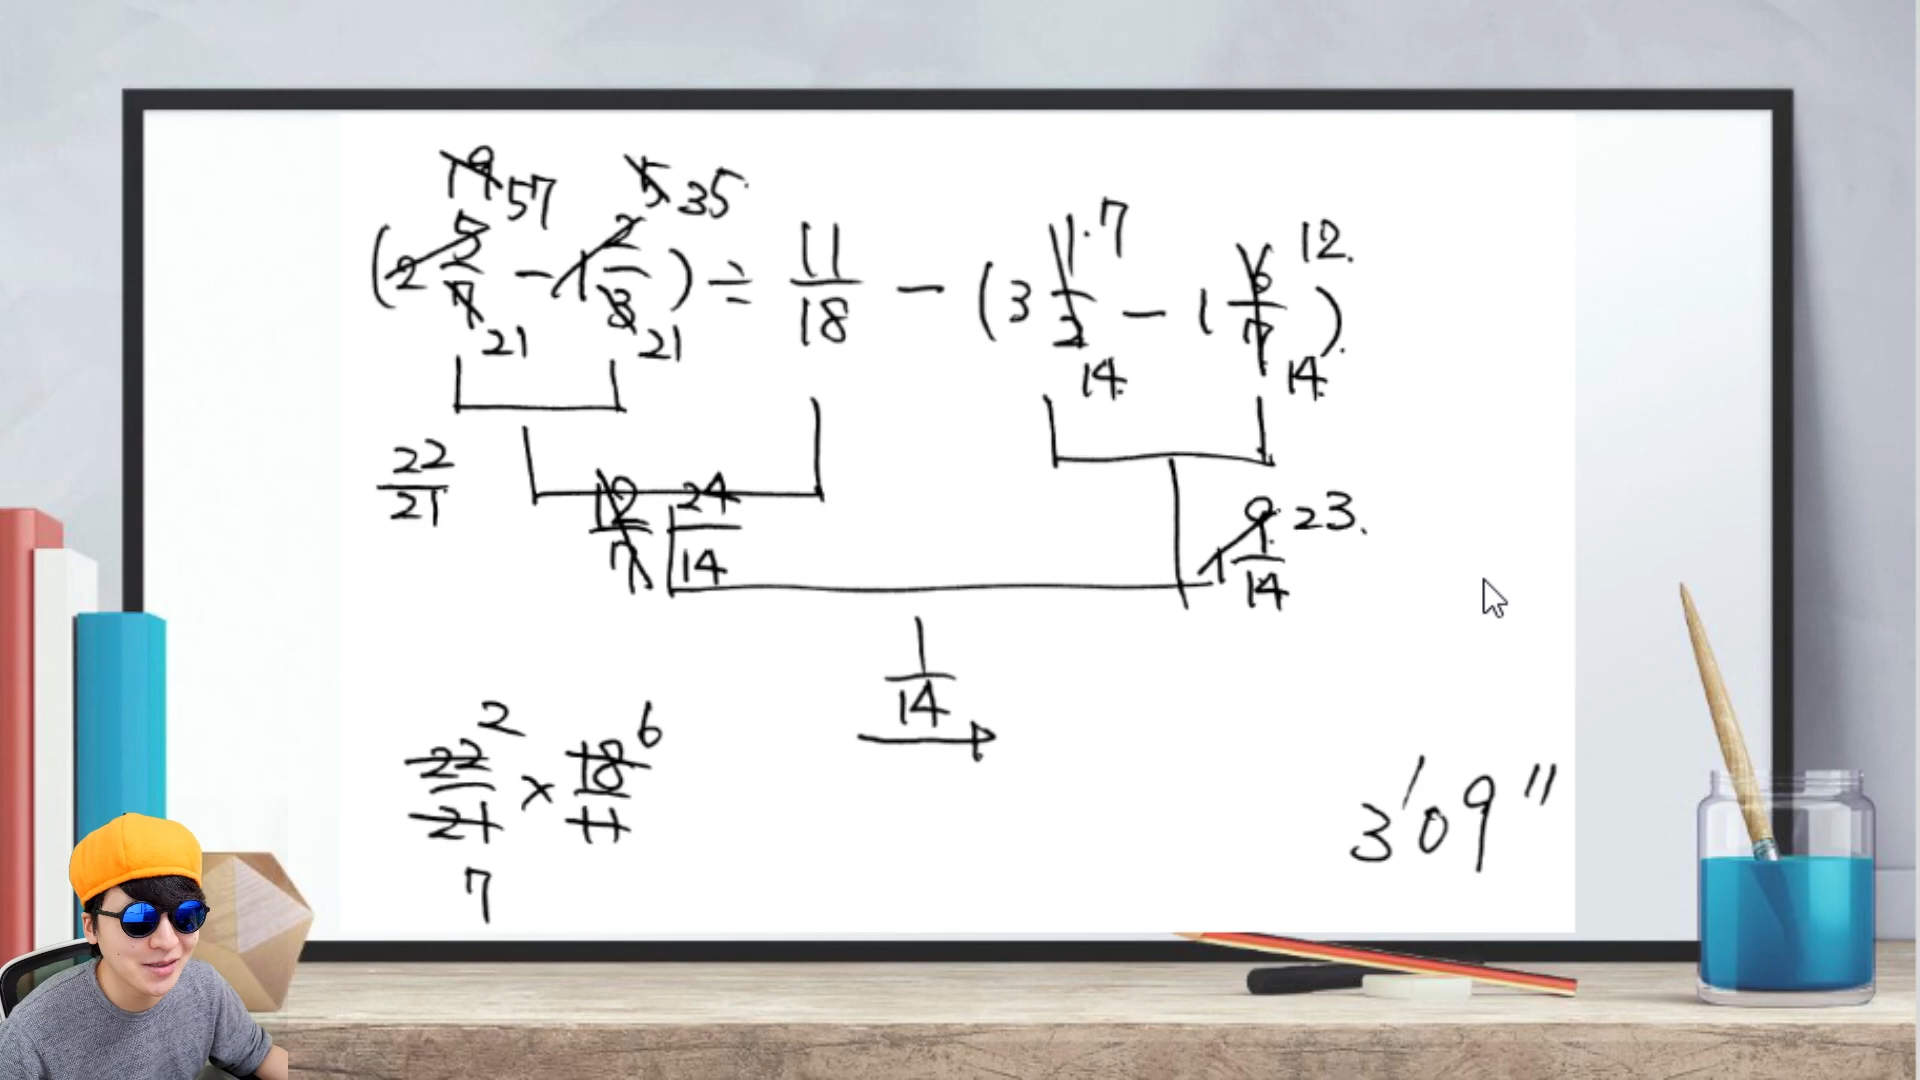 19 57 5 35
(2 5/7 21 - 1 2/3 21) ÷ 11/18 - (3 1/2 7/14 - 1 6/7 12/14)
22/21
12/7 24/14
1 9/14 23
1/14
22/21 × 18/11
2 6
7
3'09"